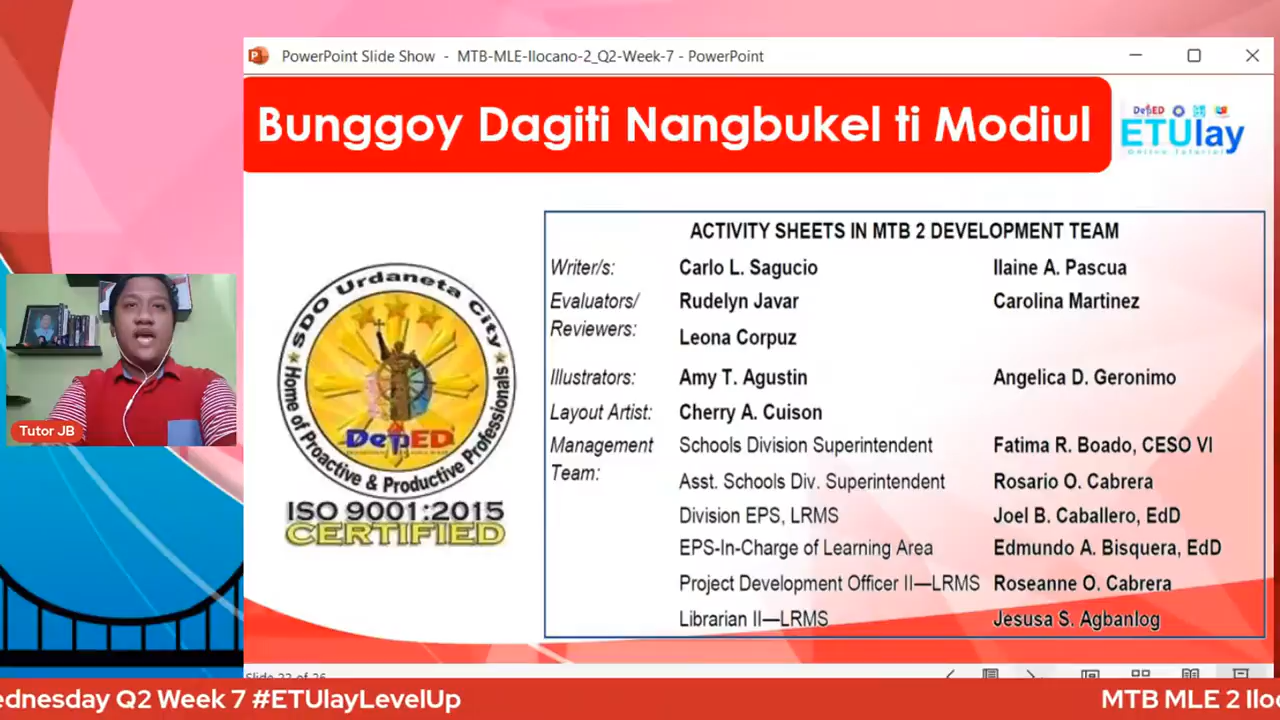 PowerPoint Slide Show - MTB-MLE-Ilocano-2_Q2-Week-7 - PowerPoint
Bunggoy Dagiti Nangbukel ti Modiul
DepED
ETUlay
Online Tutorial
ACTIVITY SHEETS IN MTB 2 DEVELOPMENT TEAM
Writer/s: Carlo L. Sagucio Ilaine A. Pascua
Evaluators/ Rudelyn Javar Carolina Martinez
Reviewers: Leona Corpuz
Illustrators: Amy T. Agustin Angelica D. Geronimo
Layout Artist: Cherry A. Cuison
Management Schools Division Superintendent Fatima R. Boado, CESO VI
Team: Asst. Schools Div. Superintendent Rosario O. Cabrera
Division EPS, LRMS Joel B. Caballero, EdD
EPS-In-Charge of Learning Area Edmundo A. Bisquera, EdD
Project Development Officer II—LRMS Roseanne O. Cabrera
Librarian II—LRMS Jesusa S. Agbanlog
SDO Urdaneta City
DepED
Home of Proactive & Productive Professionals
ISO 9001:2015
CERTIFIED
Tutor JB
ednesday Q2 Week 7 #ETUlayLevelUp
MTB MLE 2 Iloc